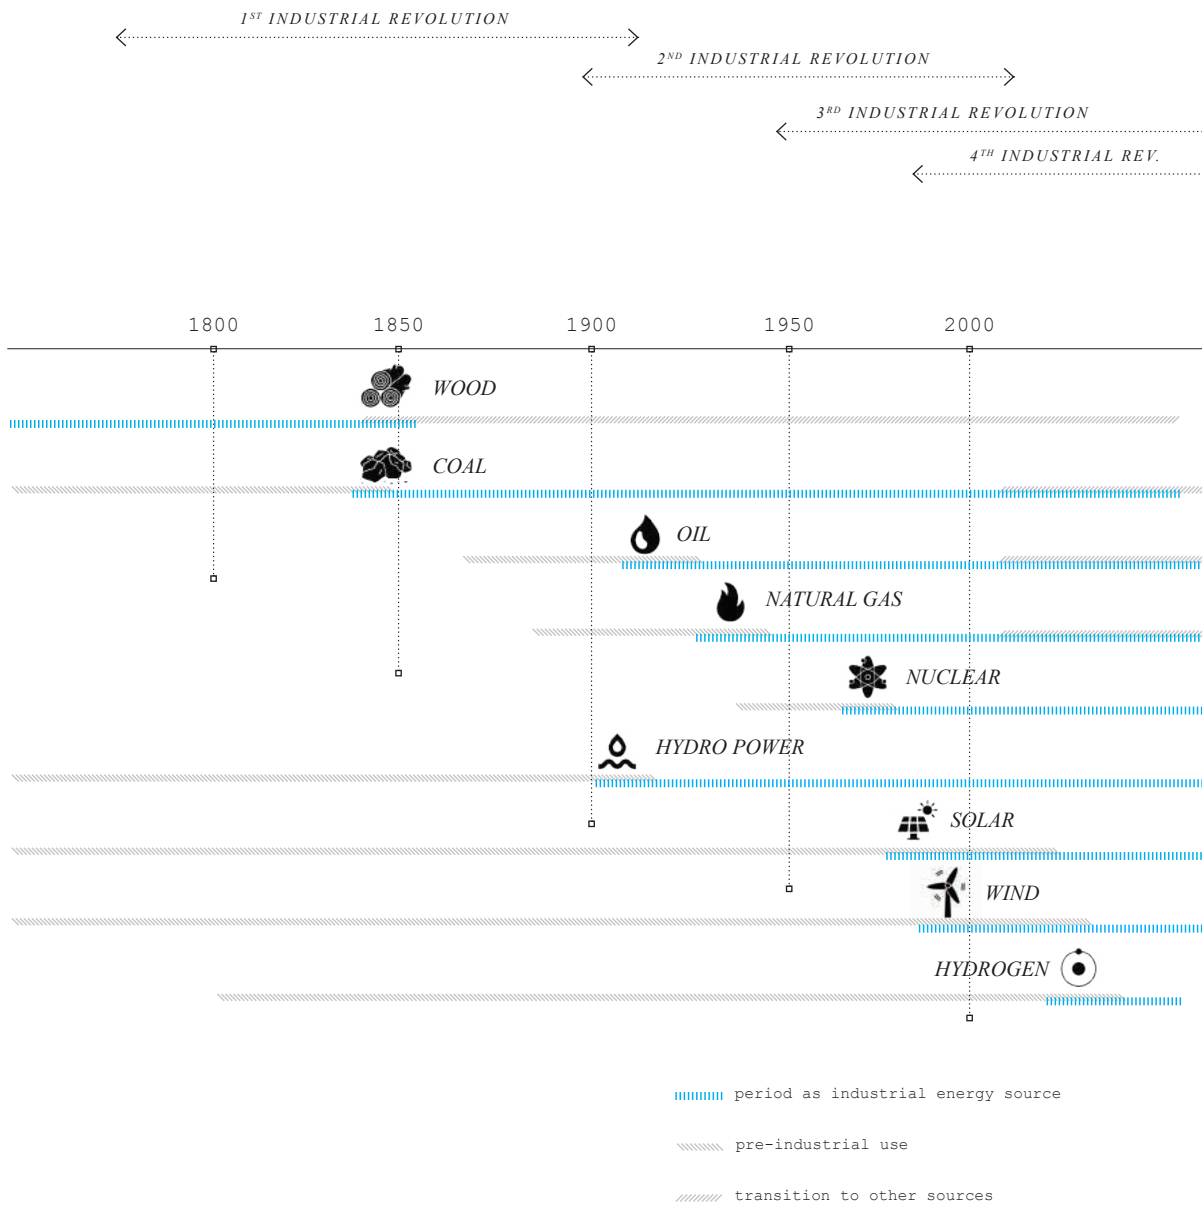 1ST INDUSTRIAL REVOLUTION
2ND INDUSTRIAL REVOLUTION
3RD INDUSTRIAL REVOLUTION
4TH INDUSTRIAL REV.
1800 1850 1900 1950 2000
WOOD
COAL
OIL
NATURAL GAS
NUCLEAR
HYDRO POWER
SOLAR
WIND
HYDROGEN
period as industrial energy source
pre-industrial use
transition to other sources